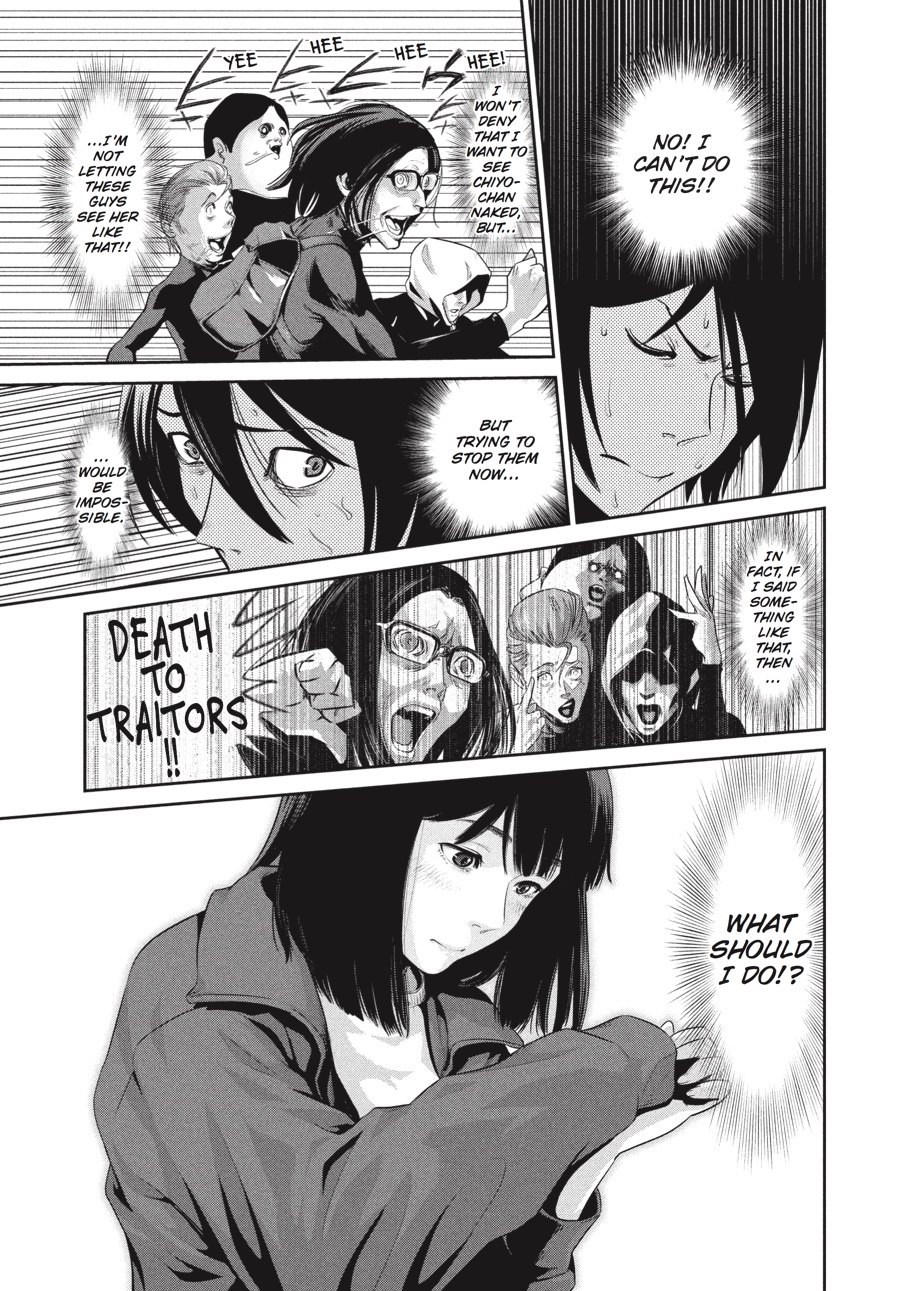 NO! I
CAN'T DO
THIS!!
YEE
HEE
HEE
HEE!
I
WON'T
DENY
THAT I
WANT TO
SEE
CHIYO-
CHAN
NAKED,
BUT...
...I'M
NOT
LETTING
THESE
GUYS
SEE HER
LIKE
THAT!!
BUT
TRYING TO
STOP THEM
NOW...
...
WOULD
BE
IMPOS-
SIBLE.
IN
FACT, IF
I SAID
SOME-
THING
LIKE
THAT,
THEN
...
DEATH
TO
TRAITORS
!!
WHAT
SHOULD
I DO!?